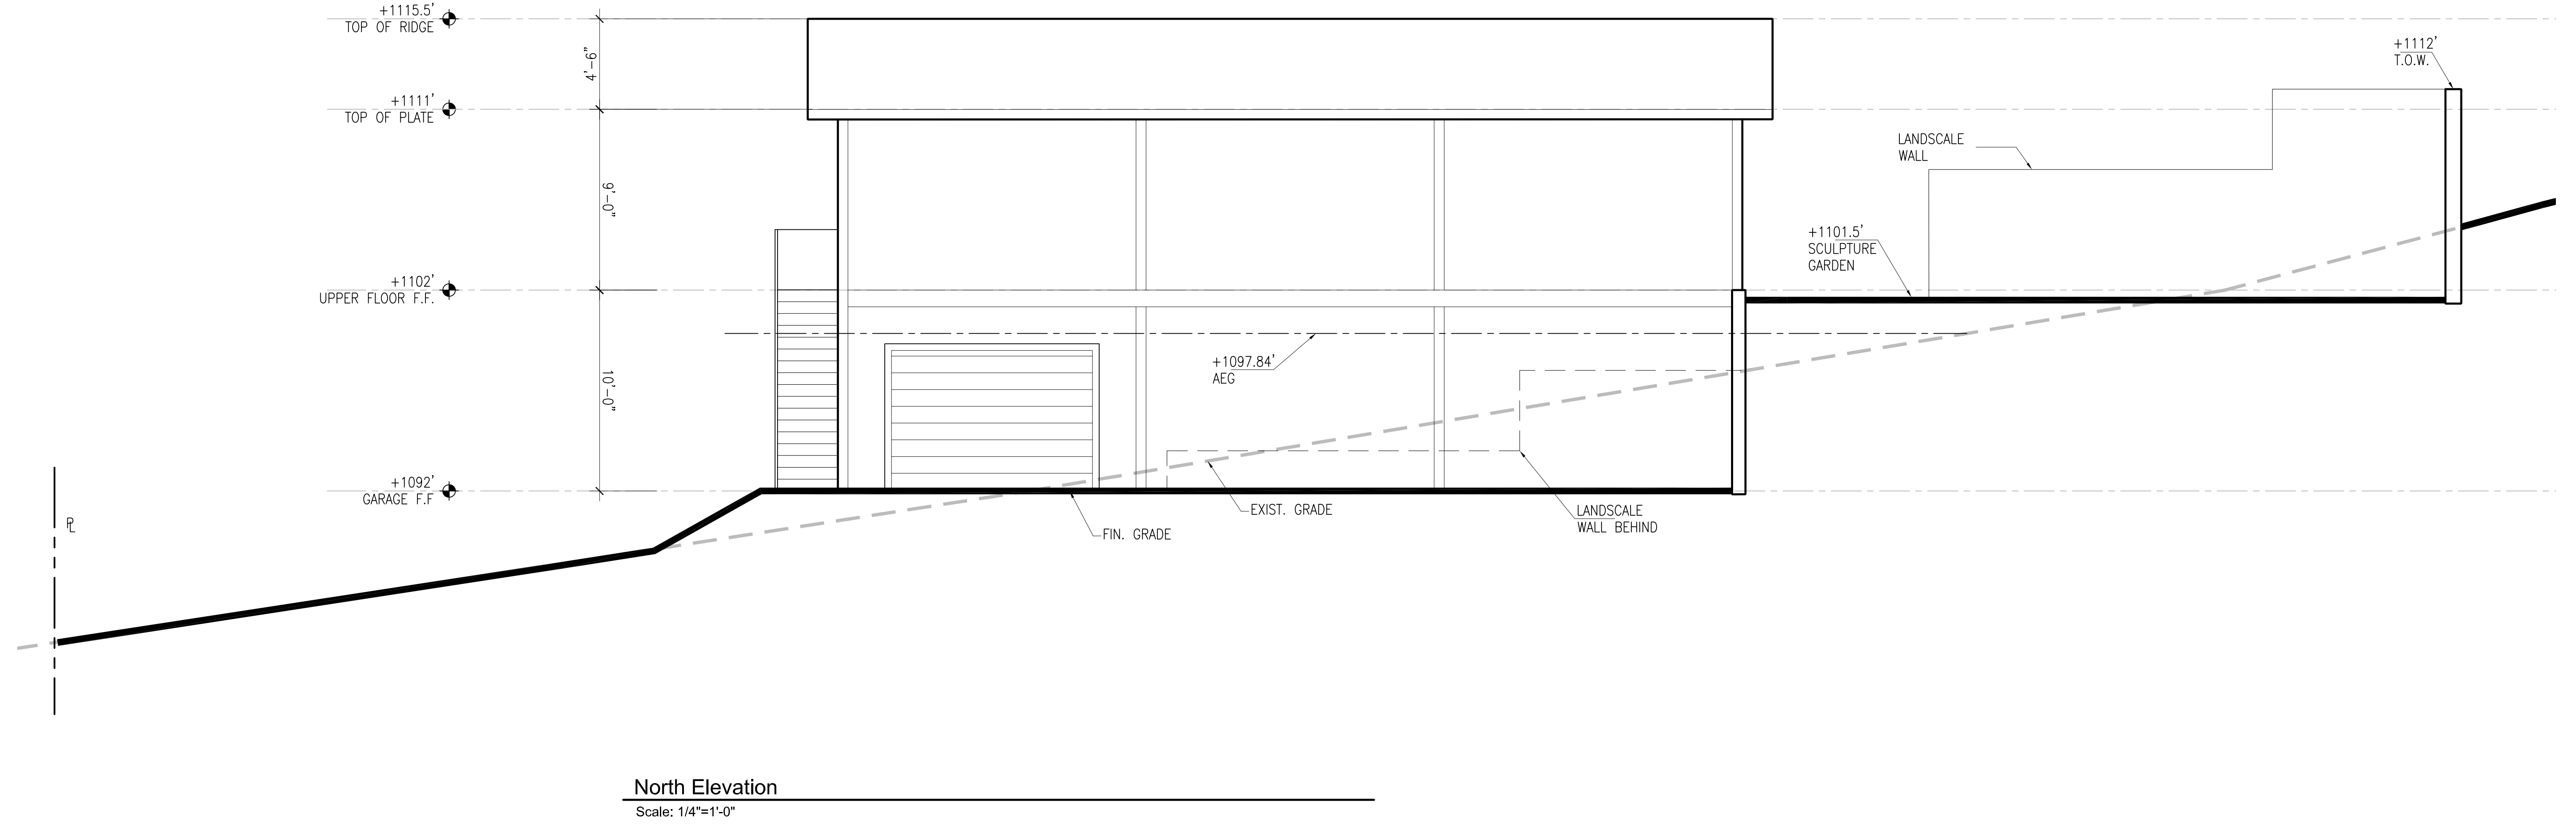 +1115.5'
TOP OF RIDGE
4'-6"
+1112'
T.O.W.
+1111'
TOP OF PLATE
LANDSCALE
WALL
9'-0"
+1101.5'
SCULPTURE
GARDEN
+1102'
UPPER FLOOR F.F.
+1097.84'
AEG
10'-0"
+1092'
GARAGE F.F
PL
EXIST. GRADE
LANDSCALE
WALL BEHIND
FIN. GRADE
North Elevation
Scale: 1/4"=1'-0"